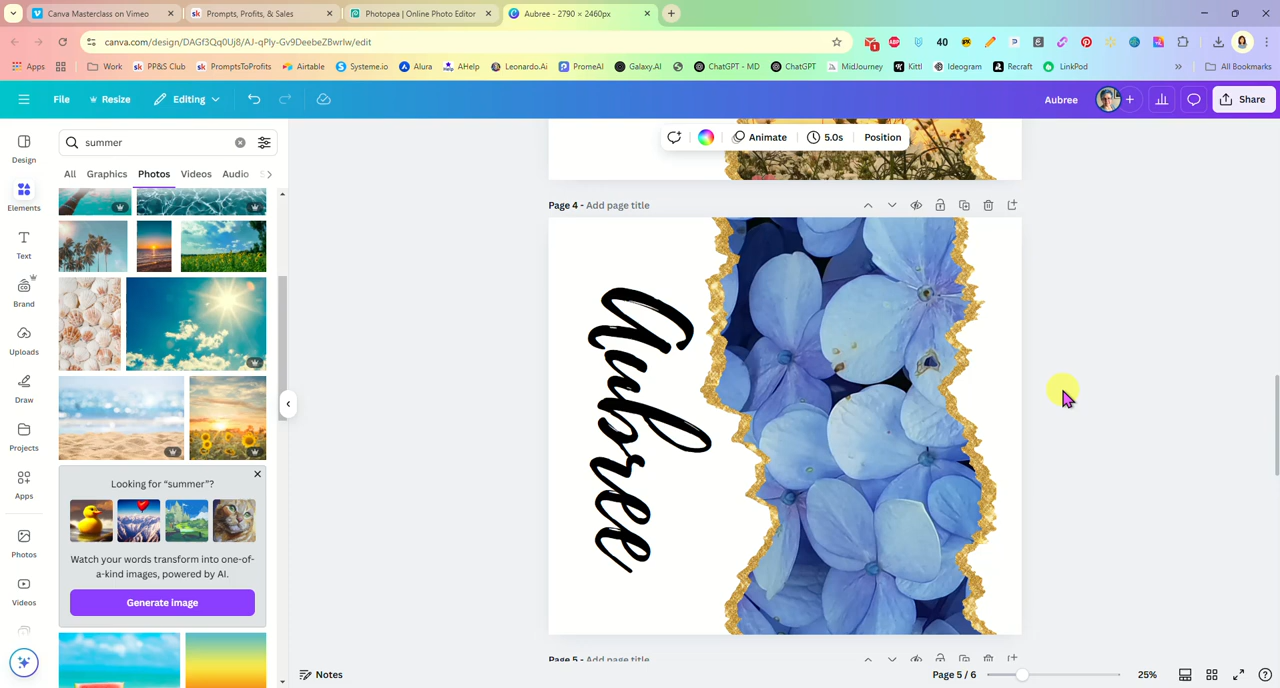 Canva Masterclass on Vimeo
Prompts, Profits, & Sales
Photopea | Online Photo Editor
Aubree - 2790 × 2460px
canva.com/design/DAGf3Qq0Uj8/AJ-qPIy-Gv9DeebeZBwrIw/edit
Apps
Work
PP&S Club
PromptsToProfits
Airtable
Systeme.io
Alura
AHelp
Leonardo.Ai
PromeAI
Galaxy.AI
ChatGPT - MD
ChatGPT
MidJourney
Kittl
Ideogram
Recraft
LinkPod
All Bookmarks
File
Resize
Editing
Aubree
Share
summer
Animate
5.0s
Position
All
Graphics
Photos
Videos
Audio
Design
Elements
Text
Brand
Uploads
Draw
Projects
Apps
Photos
Videos
Page 4 - Add page title
Aubree
Looking for “summer”?
Watch your words transform into one-of-
a-kind images, powered by AI.
Generate image
Page 5 - Add page title
Notes
Page 5 / 6
25%